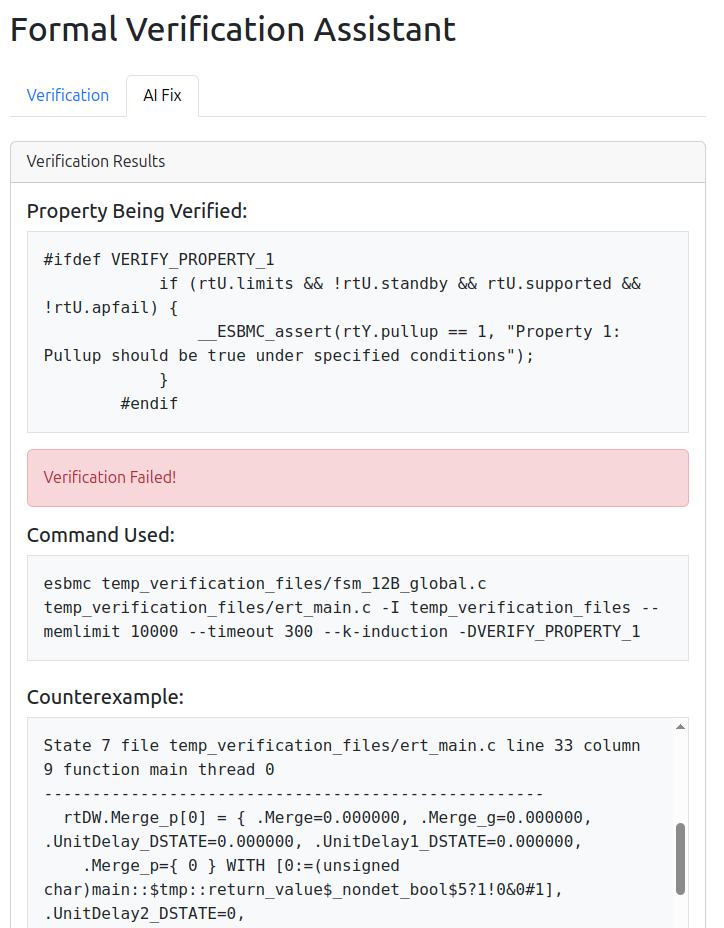 Formal Verification Assistant
Verification
AI Fix
Verification Results
Property Being Verified:
#ifdef VERIFY_PROPERTY_1
            if (rtU.limits && !rtU.standby && rtU.supported &&
!rtU.apfail) {
                __ESBMC_assert(rtY.pullup == 1, "Property 1:
Pullup should be true under specified conditions");
            }
        #endif
Verification Failed!
Command Used:
esbmc temp_verification_files/fsm_12B_global.c
temp_verification_files/ert_main.c -I temp_verification_files --
memlimit 10000 --timeout 300 --k-induction -DVERIFY_PROPERTY_1
Counterexample:
State 7 file temp_verification_files/ert_main.c line 33 column
9 function main thread 0
----------------------------------------------------
  rtDW.Merge_p[0] = { .Merge=0.000000, .Merge_g=0.000000,
.UnitDelay_DSTATE=0.000000, .UnitDelay1_DSTATE=0.000000,
    .Merge_p={ 0 } WITH [0:=(unsigned
char)main::$tmp::return_value$_nondet_bool$5?1!0&0#1],
.UnitDelay2_DSTATE=0,